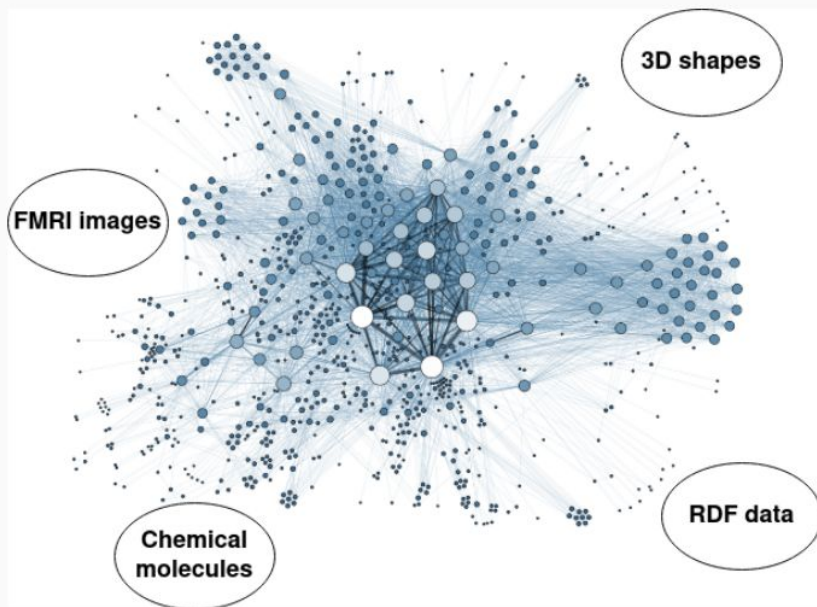 3D shapes
FMRI images
RDF data
Chemical
molecules